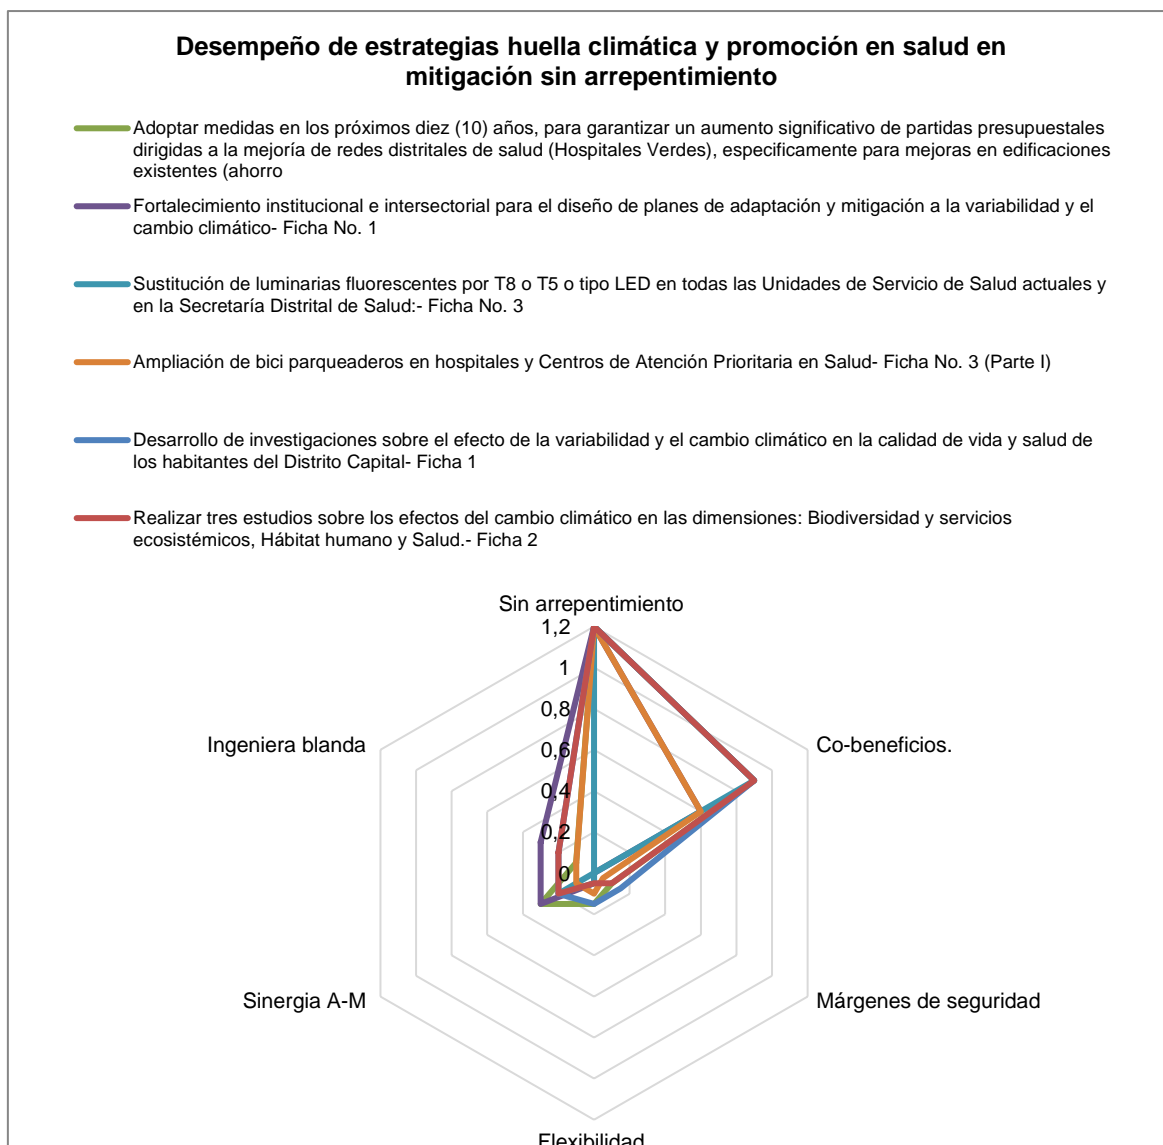 Desempeño de estrategias huella climática y promoción en salud en
mitigación sin arrepentimiento
Adoptar medidas en los próximos diez (10) años, para garantizar un aumento significativo de partidas presupuestales
dirigidas a la mejoría de redes distritales de salud (Hospitales Verdes), especificamente para mejoras en edificaciones
existentes (ahorro
Fortalecimiento institucional e intersectorial para el diseño de planes de adaptación y mitigación a la variabilidad y el
cambio climático- Ficha No. 1
Sustitución de luminarias fluorescentes por T8 o T5 o tipo LED en todas las Unidades de Servicio de Salud actuales y
en la Secretaría Distrital de Salud:- Ficha No. 3
Ampliación de bici parqueaderos en hospitales y Centros de Atención Prioritaria en Salud- Ficha No. 3 (Parte I)
Desarrollo de investigaciones sobre el efecto de la variabilidad y el cambio climático en la calidad de vida y salud de
los habitantes del Distrito Capital- Ficha 1
Realizar tres estudios sobre los efectos del cambio climático en las dimensiones: Biodiversidad y servicios
ecosistémicos, Hábitat humano y Salud.- Ficha 2
Sin arrepentimiento
1,2
1
0,8
0,6
0,4
0,2
0
Ingeniera blanda
Co-beneficios.
Sinergia A-M
Márgenes de seguridad
Flexibilidad